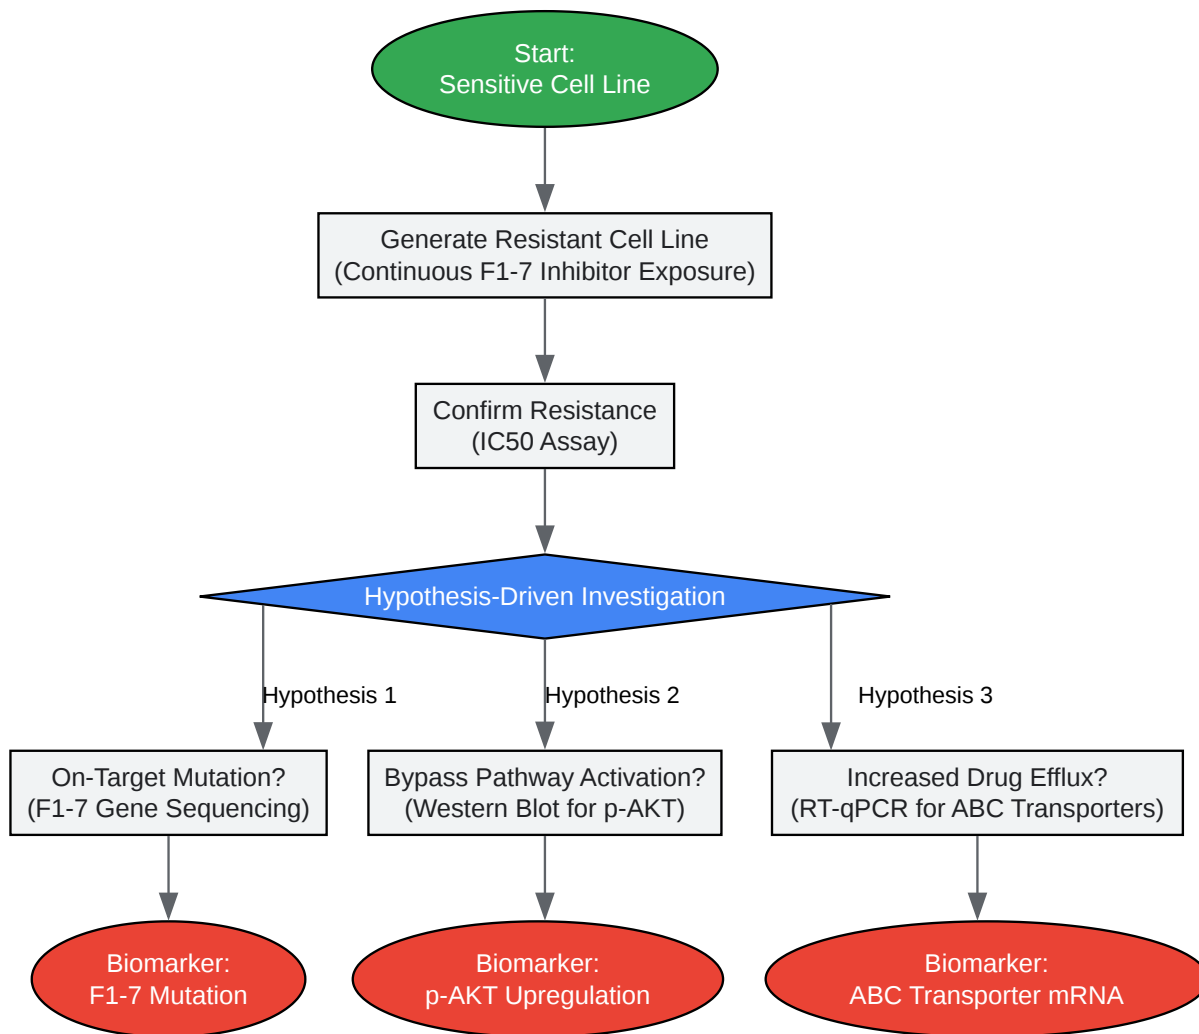 Start:
Sensitive Cell Line
Generate Resistant Cell Line
(Continuous F1-7 Inhibitor Exposure)
Confirm Resistance
(IC50 Assay)
Hypothesis-Driven Investigation
Hypothesis 1
Hypothesis 2
Hypothesis 3
On-Target Mutation?
(F1-7 Gene Sequencing)
Bypass Pathway Activation?
(Western Blot for p-AKT)
Increased Drug Efflux?
(RT-qPCR for ABC Transporters)
Biomarker:
F1-7 Mutation
Biomarker:
p-AKT Upregulation
Biomarker:
ABC Transporter mRNA